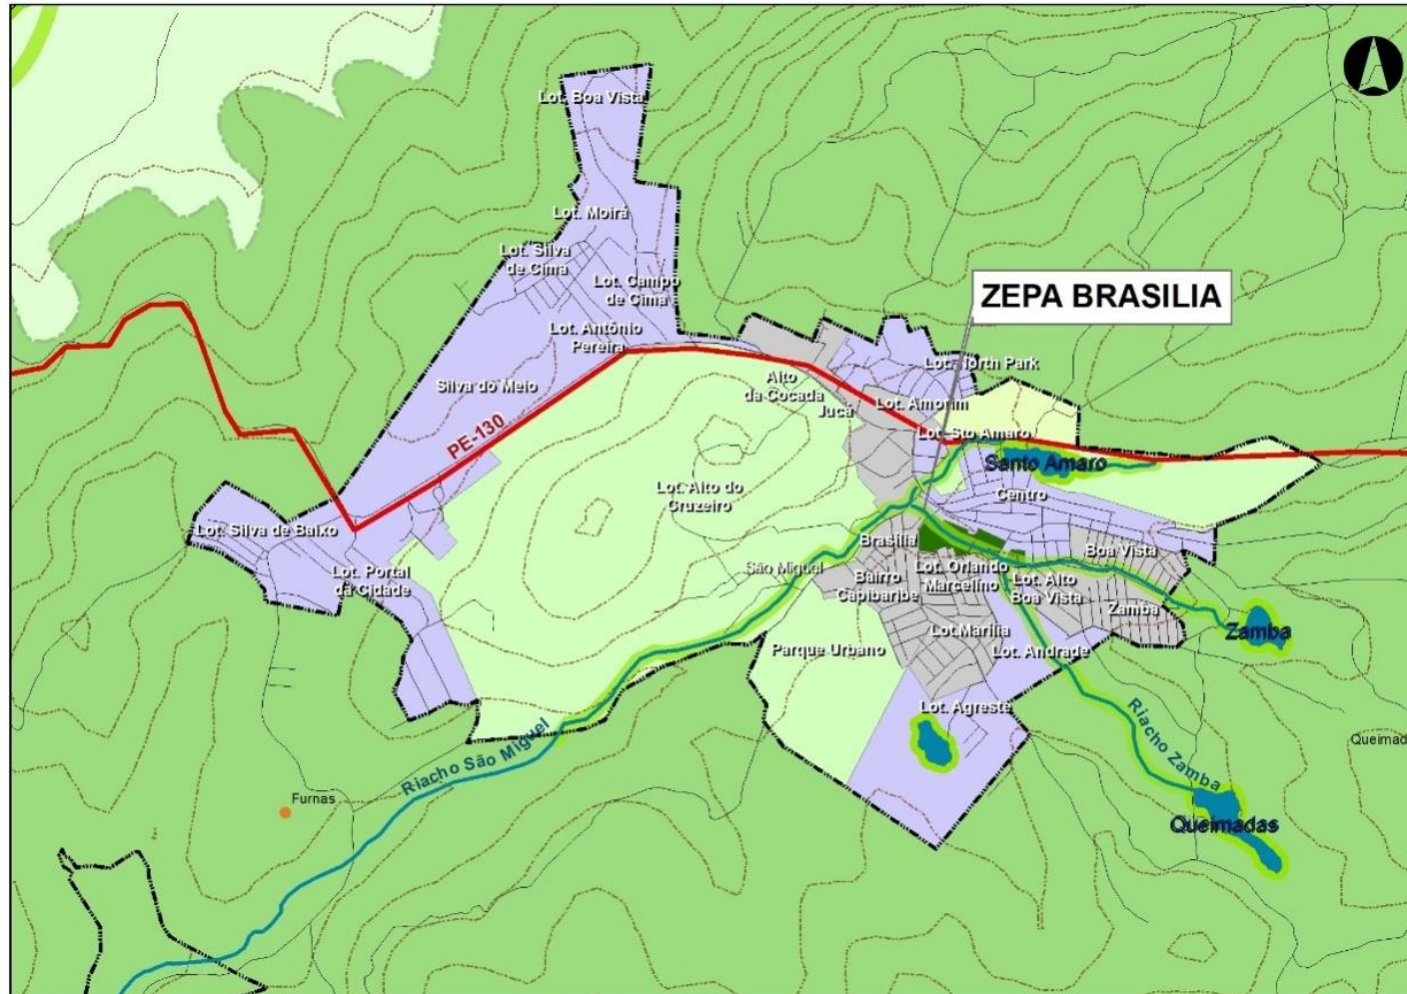 Lot. Boa Vista
Lot. Moirá
Lot. Silva
de Cima
Lot. Campo
de Cima
ZEPA BRASILIA
Lot. Antônio
Pereira
Lot. North Park
Silva do Meio
Alto
da Cocada
Jucá
Lot. Amorim
PE-130
Lot. Sto Amaro
Santo Amaro
Lot. Alto do
Cruzeiro
Centro
Lot. Silva de Baixo
Brasília
Boa Vista
São Miguel
Lot. Orlando
Marcelino
Lot. Portal
da Cidade
Bairro
Capibaribe
Lot. Alto
Boa Vista
Zamba
Lot. Marilia
Zamba
Parque Urbano
Lot. Andrade
Lot. Agreste
Riacho São Miguel
Riacho Zamba
Queimad
Furnas
Queimadas